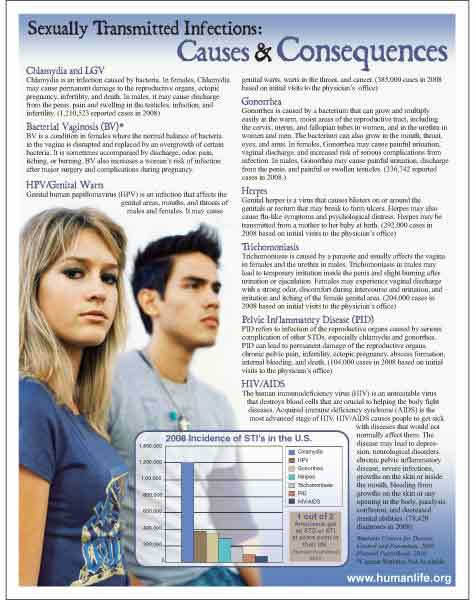 Sexually Transmitted Infections:
Causes & Consequences
Chlamydia and LGV
Chlamydia is an infection caused by bacteria. In females, Chlamydia
may cause permanent damage to the reproductive organs, ectopic
pregnancy, infertility, and death. In males, it may cause discharge
from the penis, pain and swelling in the testicles, infection, and
infertility. (1,210,523 reported cases in 2008)
Bacterial Vaginosis (BV)*
BV is a condition in females where the normal balance of bacteria
in the vagina is disrupted and replaced by an overgrowth of certain
bacteria. It is sometimes accompanied by discharge, odor, pain,
itching, or burning. BV also increases a woman's risk of infection
after major surgery and complications during pregnancy.
HPV/Genital Warts
Genital human papillomavirus (HPV) is an infection that affects the
genital areas, mouths, and throats of
males and females. It may cause
genital warts, warts in the throat, and cancer. (385,000 cases in 2008
based on initial visits to the physician's office)
Gonorrhea
Gonorrhea is caused by a bacterium that can grow and multiply
easily in the warm, moist areas of the reproductive tract, including
the cervix, uterus, and fallopian tubes in women, and in the urethra in
women and men. The bacterium can also grow in the mouth, throat,
eyes, and anus. In females, Gonorrhea may cause painful urination,
vaginal discharge, and increased risk of serious complications from
infection. In males, Gonorrhea may cause painful urination, discharge
from the penis, and painful or swollen testicles. (336,742 reported
cases in 2008.)
Herpes
Genital herpes is a virus that causes blisters on or around the
genitals or rectum that may break to form ulcers. Herpes may also
cause flu-like symptoms and psychological distress. Herpes may be
transmitted from a mother to her baby at birth. (292,000 cases in
2008 based on initial visits to the physician's office)
Trichomoniasis
Trichomoniasis is caused by a parasite and usually affects the vagina
in females and the urethra in males. Trichomoniasis in males may
lead to temporary irritation inside the penis and slight burning after
urination or ejaculation. Females may experience vaginal discharge
with a strong odor, discomfort during intercourse and urination, and
irritation and itching of the female genital area. (204,000 cases in
2008 based on initial visits to the physician's office)
Pelvic Inflammatory Disease (PID)
PID refers to infection of the reproductive organs caused by serious
complication of other STDs, especially chlamydia and gonorrhea.
PID can lead to permanent damage of the reproductive organs,
chronic pelvic pain, infertility, ectopic pregnancy, abscess formation,
internal bleeding, and death. (104,000 cases in 2008 based on initial
visits to the physician's office)
HIV/AIDS
The human immunodeficiency virus (HIV) is an untreatable virus
that destroys blood cells that are crucial to helping the body fight
diseases. Acquired immune deficiency syndrome (AIDS) is the
most advanced stage of HIV. HIV/AIDS causes people to get sick
with diseases that would not
normally affect them. The
disease may lead to depres-
sion, neurological disorders,
chronic pelvic inflammatory
disease, severe infections,
growths on the skin or inside
the mouth, bleeding from
growths on the skin or any
opening in the body, paralysis
confusion, and decreased
mental abilities.
diagnoses in 2008)
2008 Incidence of STI's in the U.S.
1,400,000
1,200,000
1,000,000
800,000
600,000
400,000
200,000
0
Chlamydia
HPV
Gonorrhea
Herpes
Trichomoniasis
PID
HIV/AIDS
1 out of 2
Americans get
an STD or STI
at some point in
their life
www.humanlife.org